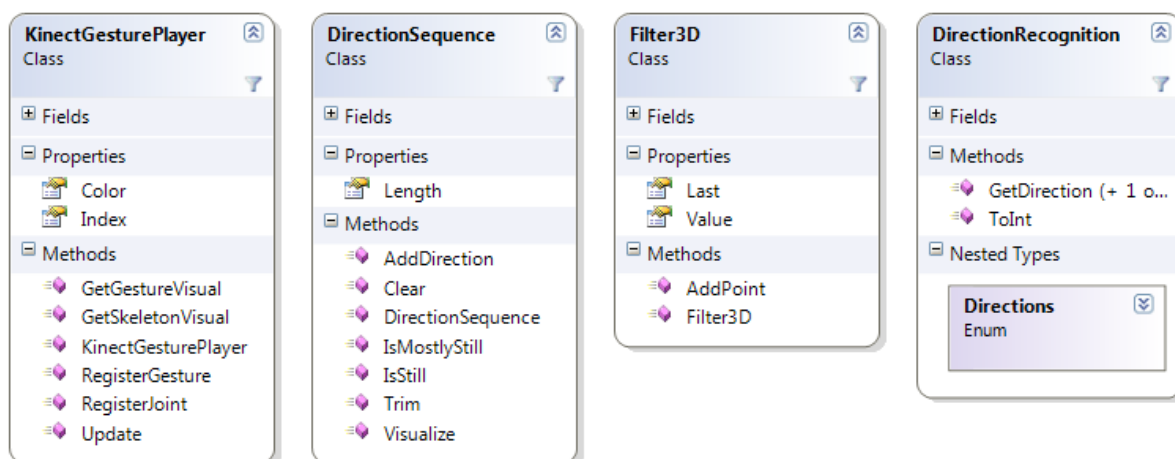 KinectGesturePlayer
Class
Fields
Properties
Color
Index
Methods
GetGestureVisual
GetSkeletonVisual
KinectGesturePlayer
RegisterGesture
RegisterJoint
Update
DirectionSequence
Class
Fields
Properties
Length
Methods
AddDirection
Clear
DirectionSequence
IsMostlyStill
IsStill
Trim
Visualize
Filter3D
Class
Fields
Properties
Last
Value
Methods
AddPoint
Filter3D
DirectionRecognition
Class
Fields
Methods
GetDirection (+ 1 o...
ToInt
Nested Types
Directions
Enum